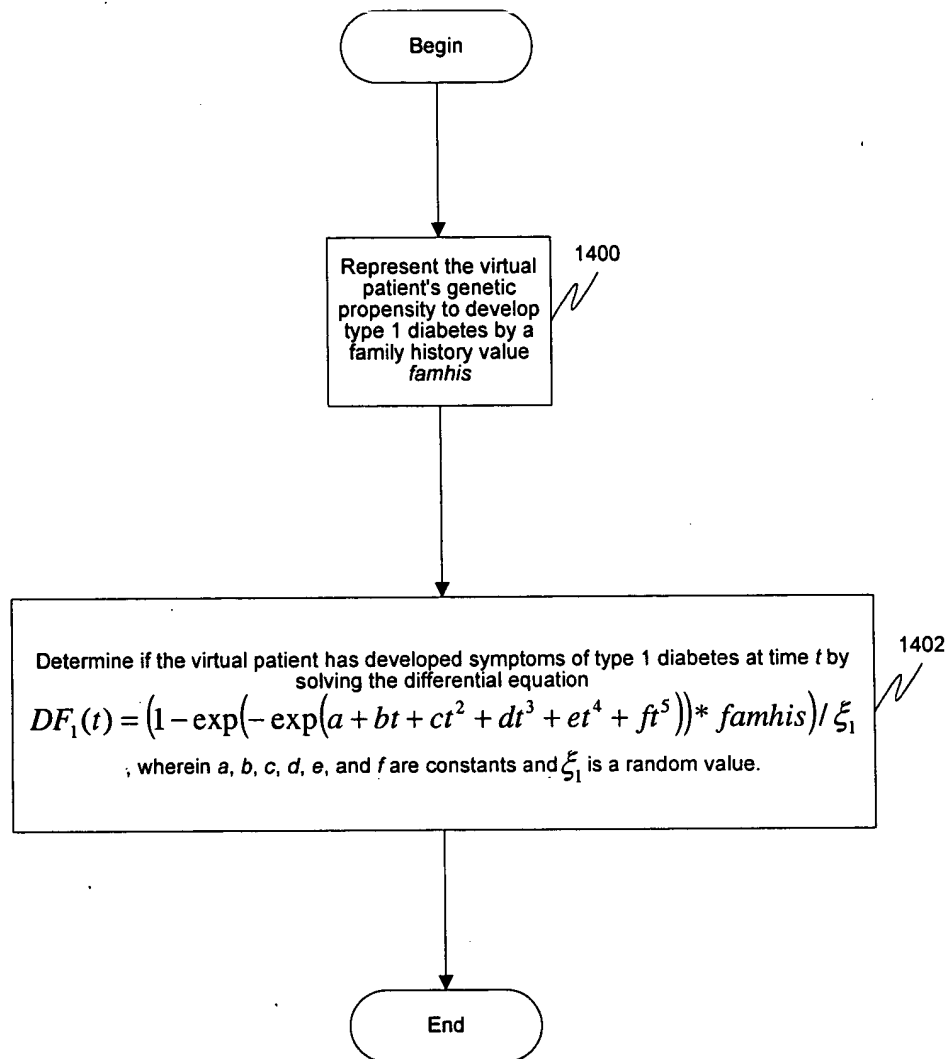 Begin
1400
Represent the virtual
patient's genetic
propensity to develop
type 1 diabetes by a
family history value
famhis
1402
Determine if the virtual patient has developed symptoms of type 1 diabetes at time t by
solving the differential equation
DF₁(t) = (1 − exp(− exp(a + bt + ct² + dt³ + et⁴ + ft⁵))* famhis)/ ξ₁
, wherein a, b, c, d, e, and f are constants and ξ₁ is a random value.
End